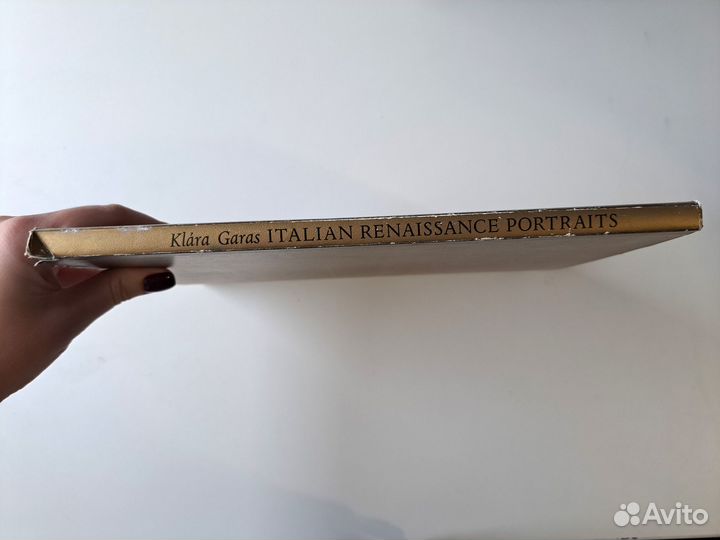 Klára Garas ITALIAN RENAISSANCE PORTRAITS
Avito